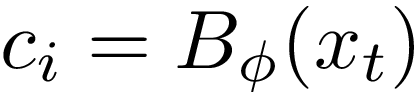 $c_i = B_\phi(x_t)$